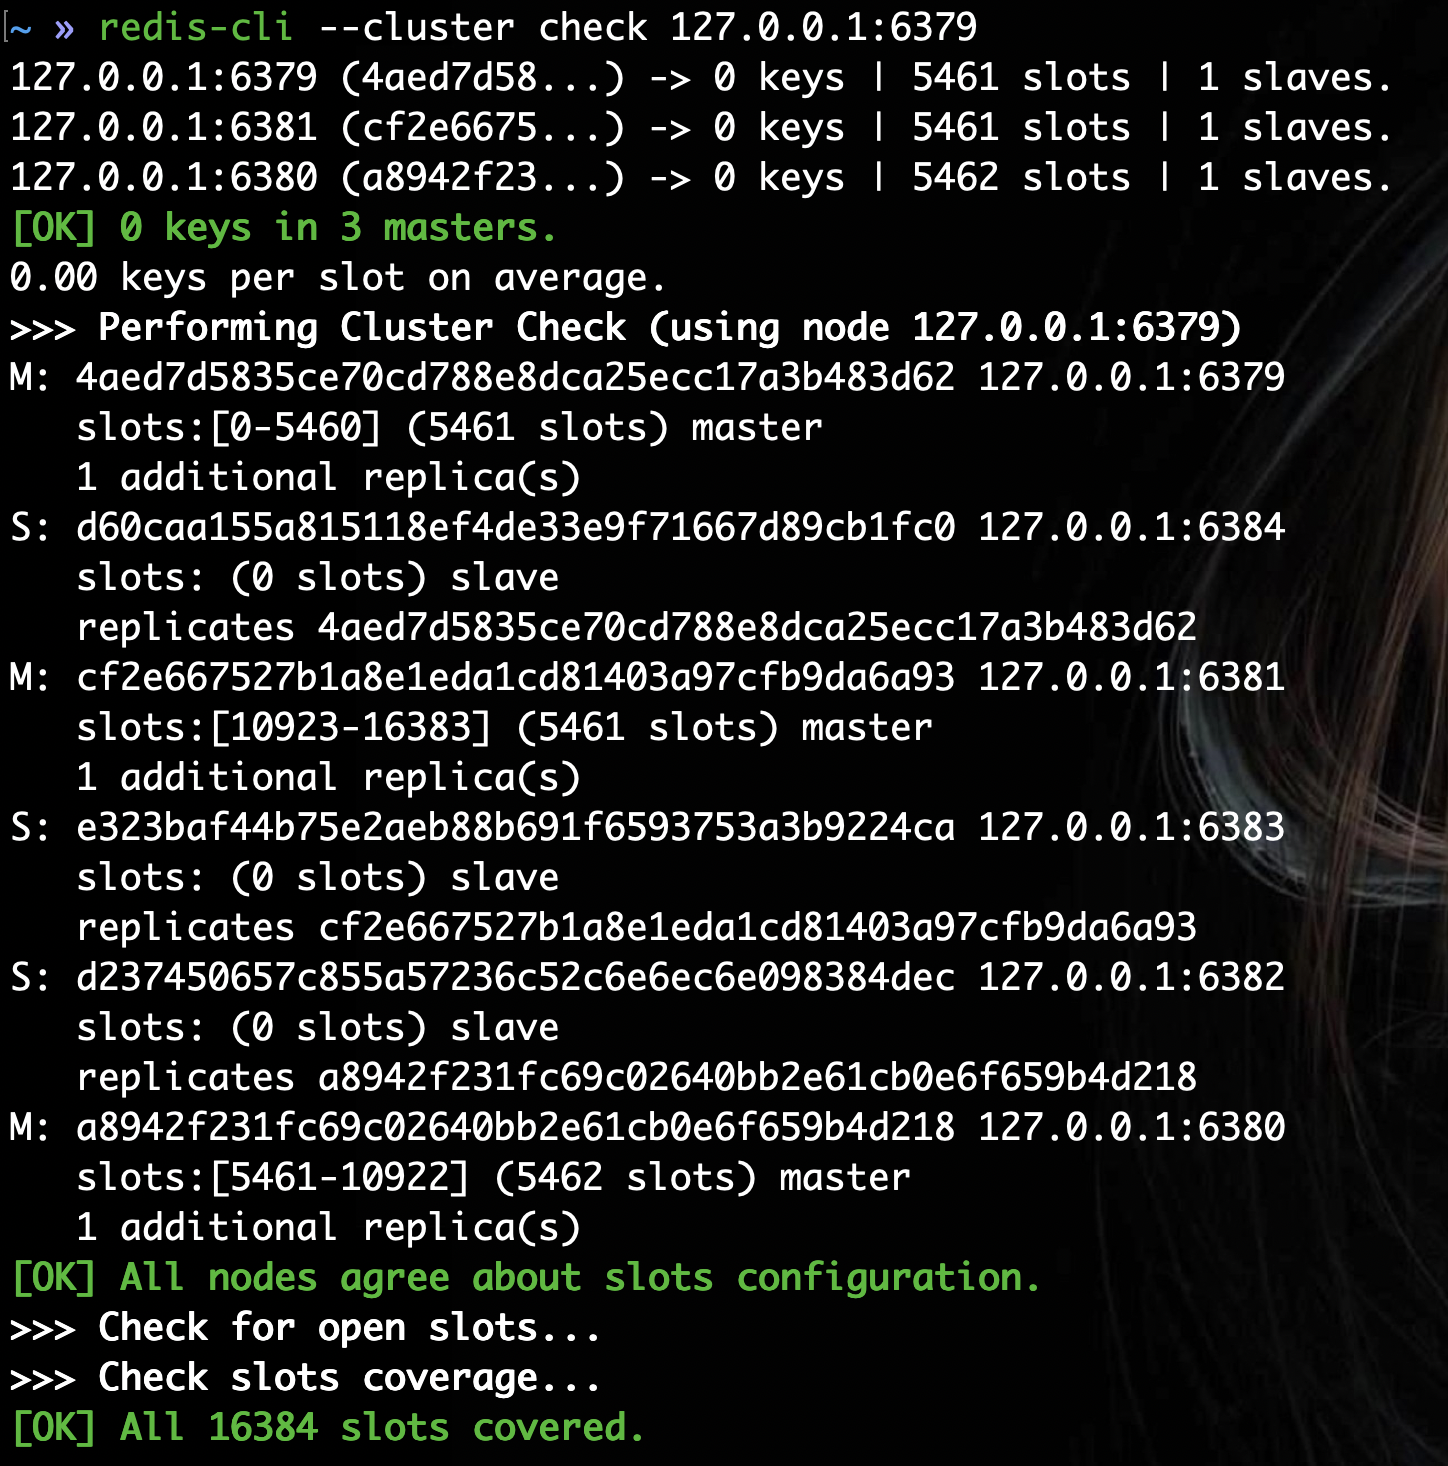 ~ » redis-cli --cluster check 127.0.0.1:6379
127.0.0.1:6379 (4aed7d58...) -> 0 keys | 5461 slots | 1 slaves.
127.0.0.1:6381 (cf2e6675...) -> 0 keys | 5461 slots | 1 slaves.
127.0.0.1:6380 (a8942f23...) -> 0 keys | 5462 slots | 1 slaves.
[OK] 0 keys in 3 masters.
0.00 keys per slot on average.
>>> Performing Cluster Check (using node 127.0.0.1:6379)
M: 4aed7d5835ce70cd788e8dca25ecc17a3b483d62 127.0.0.1:6379
   slots:[0-5460] (5461 slots) master
   1 additional replica(s)
S: d60caa155a815118ef4de33e9f71667d89cb1fc0 127.0.0.1:6384
   slots: (0 slots) slave
   replicates 4aed7d5835ce70cd788e8dca25ecc17a3b483d62
M: cf2e667527b1a8e1eda1cd81403a97cfb9da6a93 127.0.0.1:6381
   slots:[10923-16383] (5461 slots) master
   1 additional replica(s)
S: e323baf44b75e2aeb88b691f6593753a3b9224ca 127.0.0.1:6383
   slots: (0 slots) slave
   replicates cf2e667527b1a8e1eda1cd81403a97cfb9da6a93
S: d237450657c855a57236c52c6e6ec6e098384dec 127.0.0.1:6382
   slots: (0 slots) slave
   replicates a8942f231fc69c02640bb2e61cb0e6f659b4d218
M: a8942f231fc69c02640bb2e61cb0e6f659b4d218 127.0.0.1:6380
   slots:[5461-10922] (5462 slots) master
   1 additional replica(s)
[OK] All nodes agree about slots configuration.
>>> Check for open slots...
>>> Check slots coverage...
[OK] All 16384 slots covered.